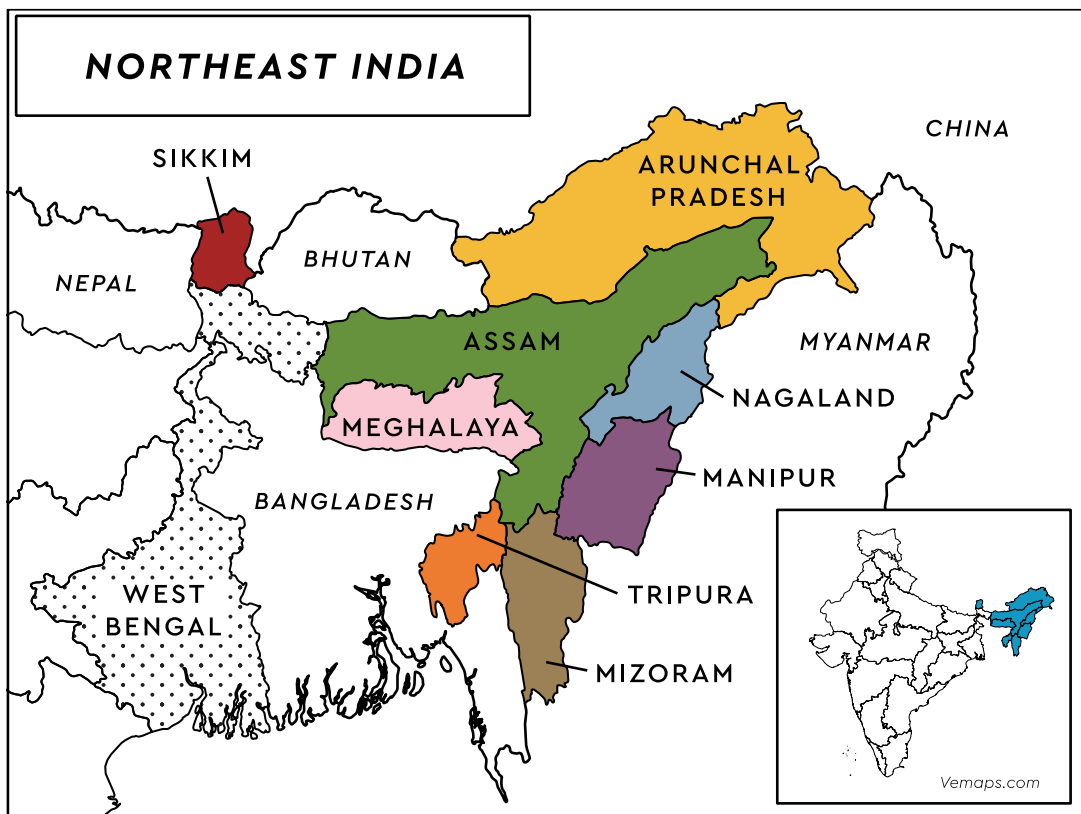 NORTHEAST INDIA
CHINA
SIKKIM
ARUNCHAL
PRADESH
BHUTAN
NEPAL
ASSAM
MYANMAR
NAGALAND
MEGHALAYA
MANIPUR
BANGLADESH
WEST
BENGAL
TRIPURA
MIZORAM
Vemaps.com